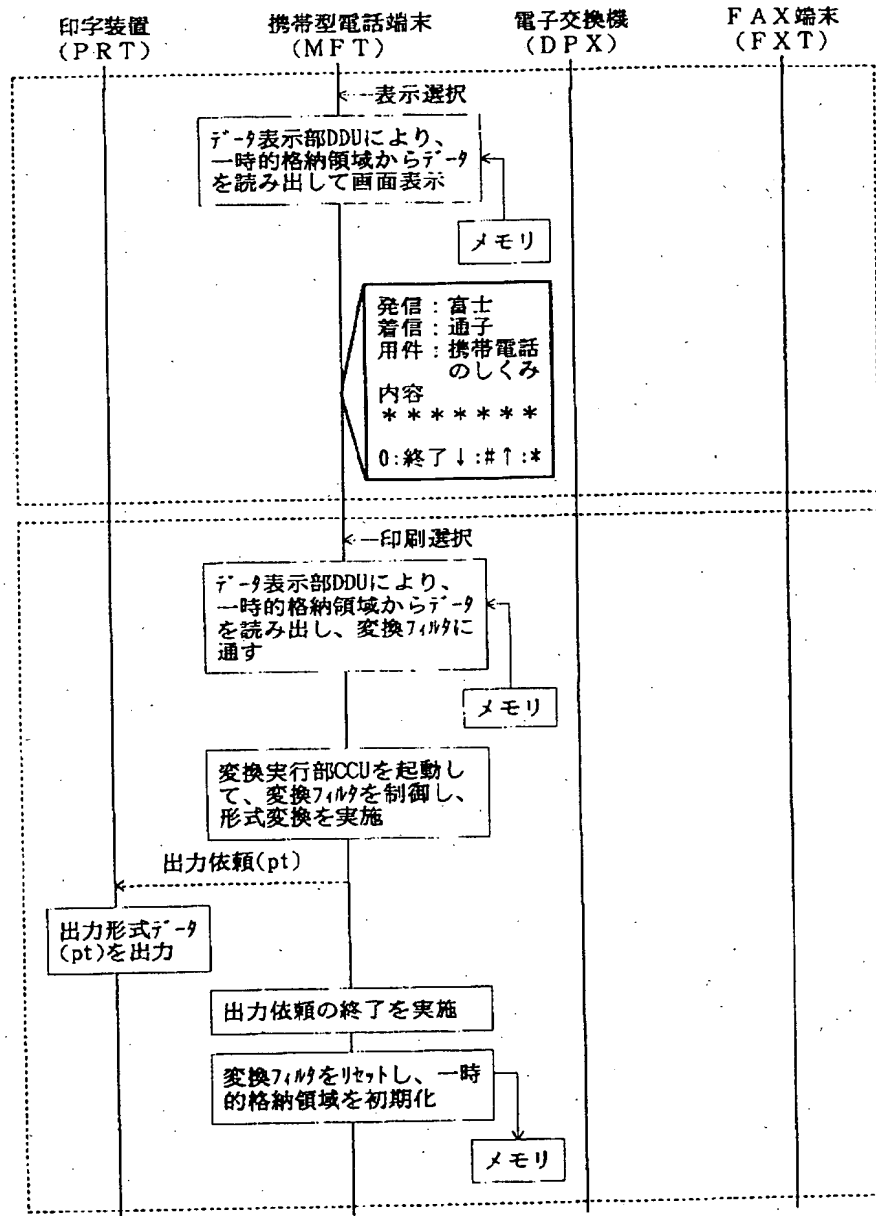 印字装置
(PRT)
携帯型電話端末
(MFT)
電子交換機
(DPX)
FAX端末
(FXT)
表示選択
データ表示部DDUにより、
一時的格納領域からデータ
を読み出して画面表示
メモリ
発信：富士
着信：通子
用件：携帯電話
のしくみ
内容
*******
0:終了↓:#↑:*
印刷選択
データ表示部DDUにより、
一時的格納領域からデータ
を読み出し、変換フィルタに
通す
メモリ
変換実行部CCUを起動し
て、変換フィルタを制御し、
形式変換を実施
出力依頼(pt)
出力形式データ
(pt)を出力
出力依頼の終了を実施
変換フィルタをリセットし、一時
的格納領域を初期化
メモリ